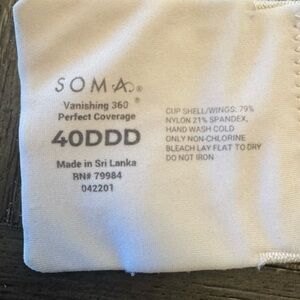 SOMA®
Vanishing 360®
Perfect Coverage
40DDD
Made in Sri Lanka
RN# 79984
042201
CUP SHELL/WINGS: 79%
NYLON 21% SPANDEX,
HAND WASH COLD
ONLY NON-CHLORINE
BLEACH LAY FLAT TO DRY
DO NOT IRON